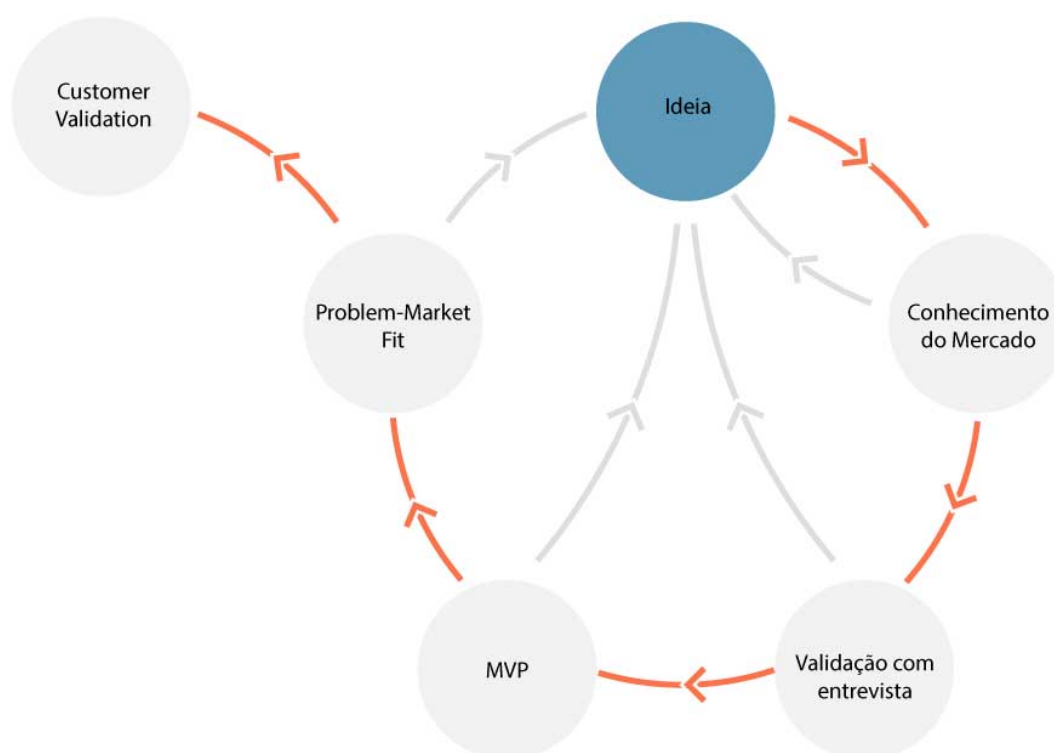 Customer
Validation
Ideia
Problem-Market
Fit
Conhecimento
do Mercado
MVP
Validação com
entrevista